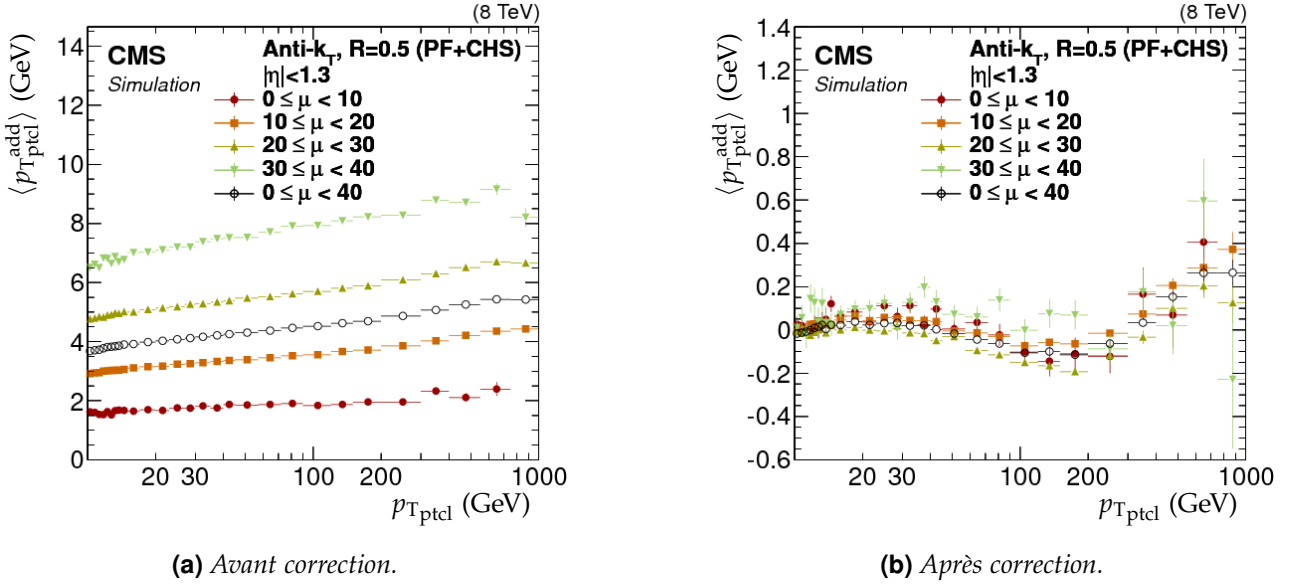 (8 TeV)
CMS
Simulation
Anti-kT, R=0.5 (PF+CHS)
|η|<1.3
0 ≤ μ < 10
10 ≤ μ < 20
20 ≤ μ < 30
30 ≤ μ < 40
0 ≤ μ < 40
⟨pTptcl^add⟩ (GeV)
14
12
10
8
6
4
2
0
20 30 100 200 1000
pTptcl (GeV)
(a) Avant correction.
(8 TeV)
CMS
Simulation
Anti-kT, R=0.5 (PF+CHS)
|η|<1.3
0 ≤ μ < 10
10 ≤ μ < 20
20 ≤ μ < 30
30 ≤ μ < 40
0 ≤ μ < 40
⟨pTptcl^add⟩ (GeV)
1.4
1.2
1
0.8
0.6
0.4
0.2
0
-0.2
-0.4
-0.6
20 30 100 200 1000
pTptcl (GeV)
(b) Après correction.